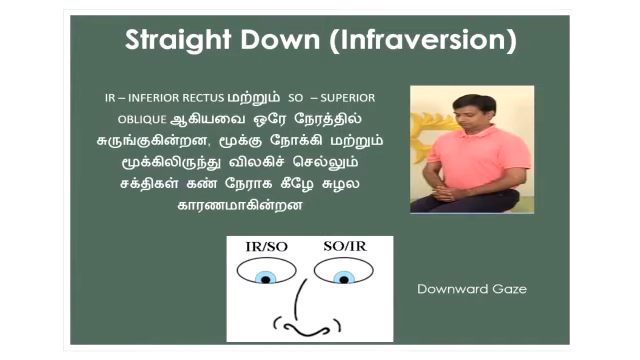 Straight Down (Infraversion)
IR – INFERIOR RECTUS மற்றும் SO – SUPERIOR
OBLIQUE ஆகியவை ஒரே நேரத்தில்
சுருங்குகின்றன, மூக்கு நோக்கி மற்றும்
மூக்கிலிருந்து விலகிச் செல்லும்
சக்திகள் கண் நேராக கீழே சுழல
காரணமாகின்றன
IR/SO SO/IR
Downward Gaze